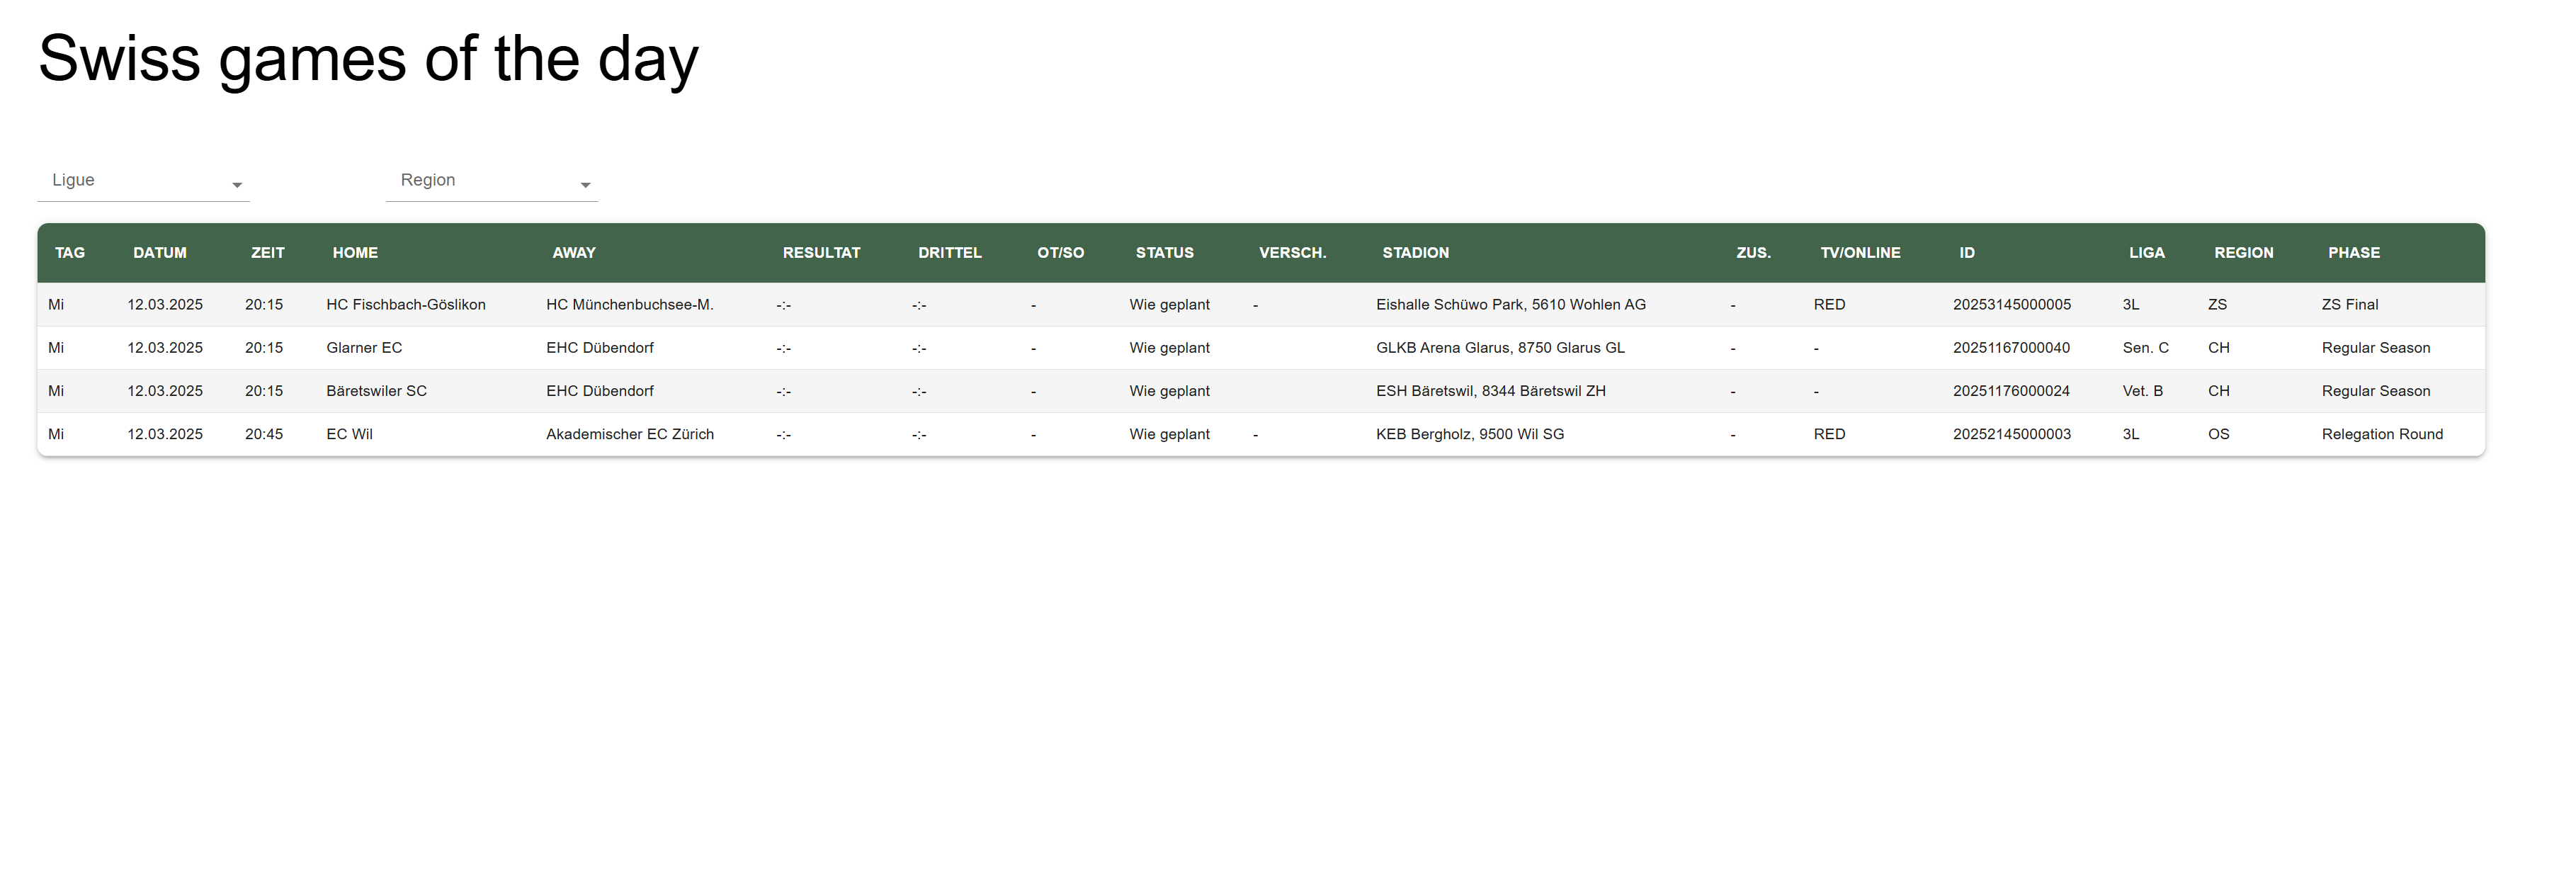 Swiss games of the day
Ligue Region
TAG DATUM ZEIT HOME AWAY RESULTAT DRITTEL OT/SO STATUS VERSCH. STADION ZUS. TV/ONLINE ID LIGA REGION PHASE
Mi 12.03.2025 20:15 HC Fischbach-Göslikon HC Münchenbuchsee-M. -:- -:- - Wie geplant - Eishalle Schüwo Park, 5610 Wohlen AG - RED 20253145000005 3L ZS ZS Final
Mi 12.03.2025 20:15 Glarner EC EHC Dübendorf -:- -:- - Wie geplant GLKB Arena Glarus, 8750 Glarus GL - - 20251167000040 Sen. C CH Regular Season
Mi 12.03.2025 20:15 Bäretswiler SC EHC Dübendorf -:- -:- - Wie geplant ESH Bäretswil, 8344 Bäretswil ZH - - 20251176000024 Vet. B CH Regular Season
Mi 12.03.2025 20:45 EC Wil Akademischer EC Zürich -:- -:- - Wie geplant - KEB Bergholz, 9500 Wil SG - RED 20252145000003 3L OS Relegation Round